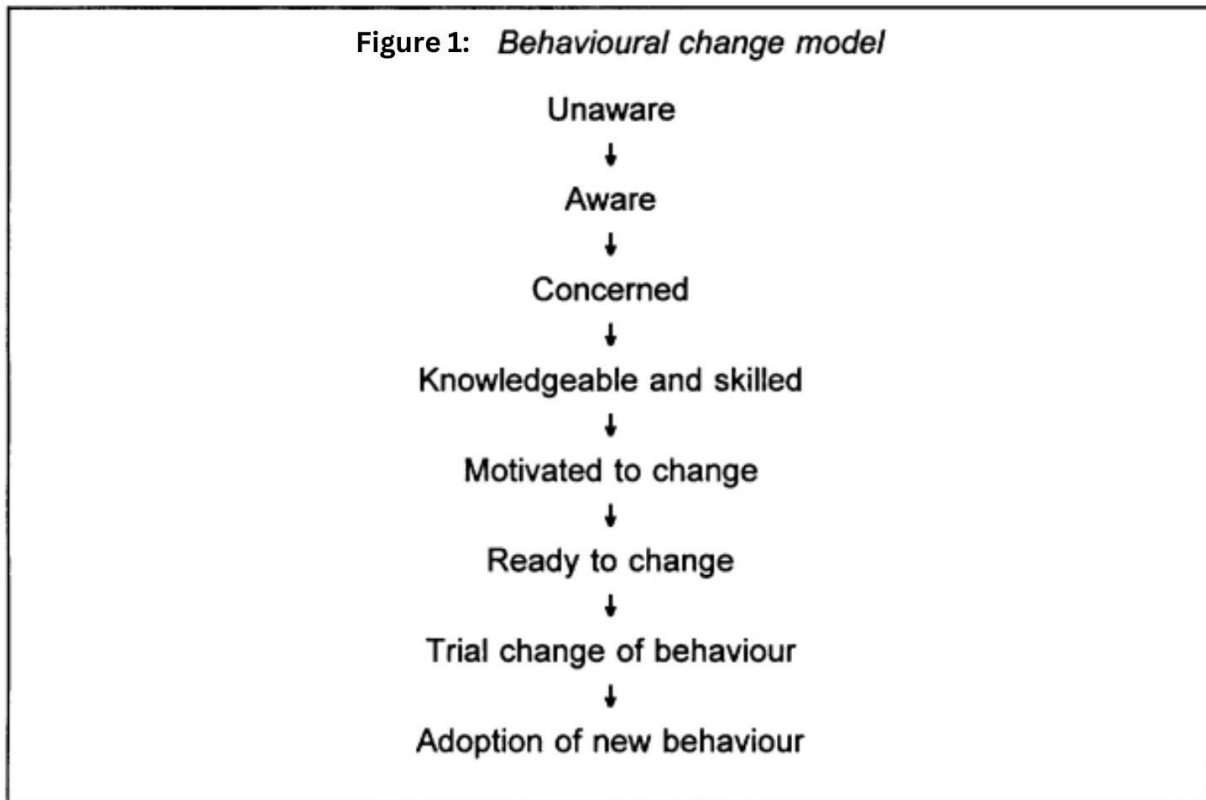 Figure 1: Behavioural change model
Unaware
↓
Aware
↓
Concerned
↓
Knowledgeable and skilled
↓
Motivated to change
↓
Ready to change
↓
Trial change of behaviour
↓
Adoption of new behaviour